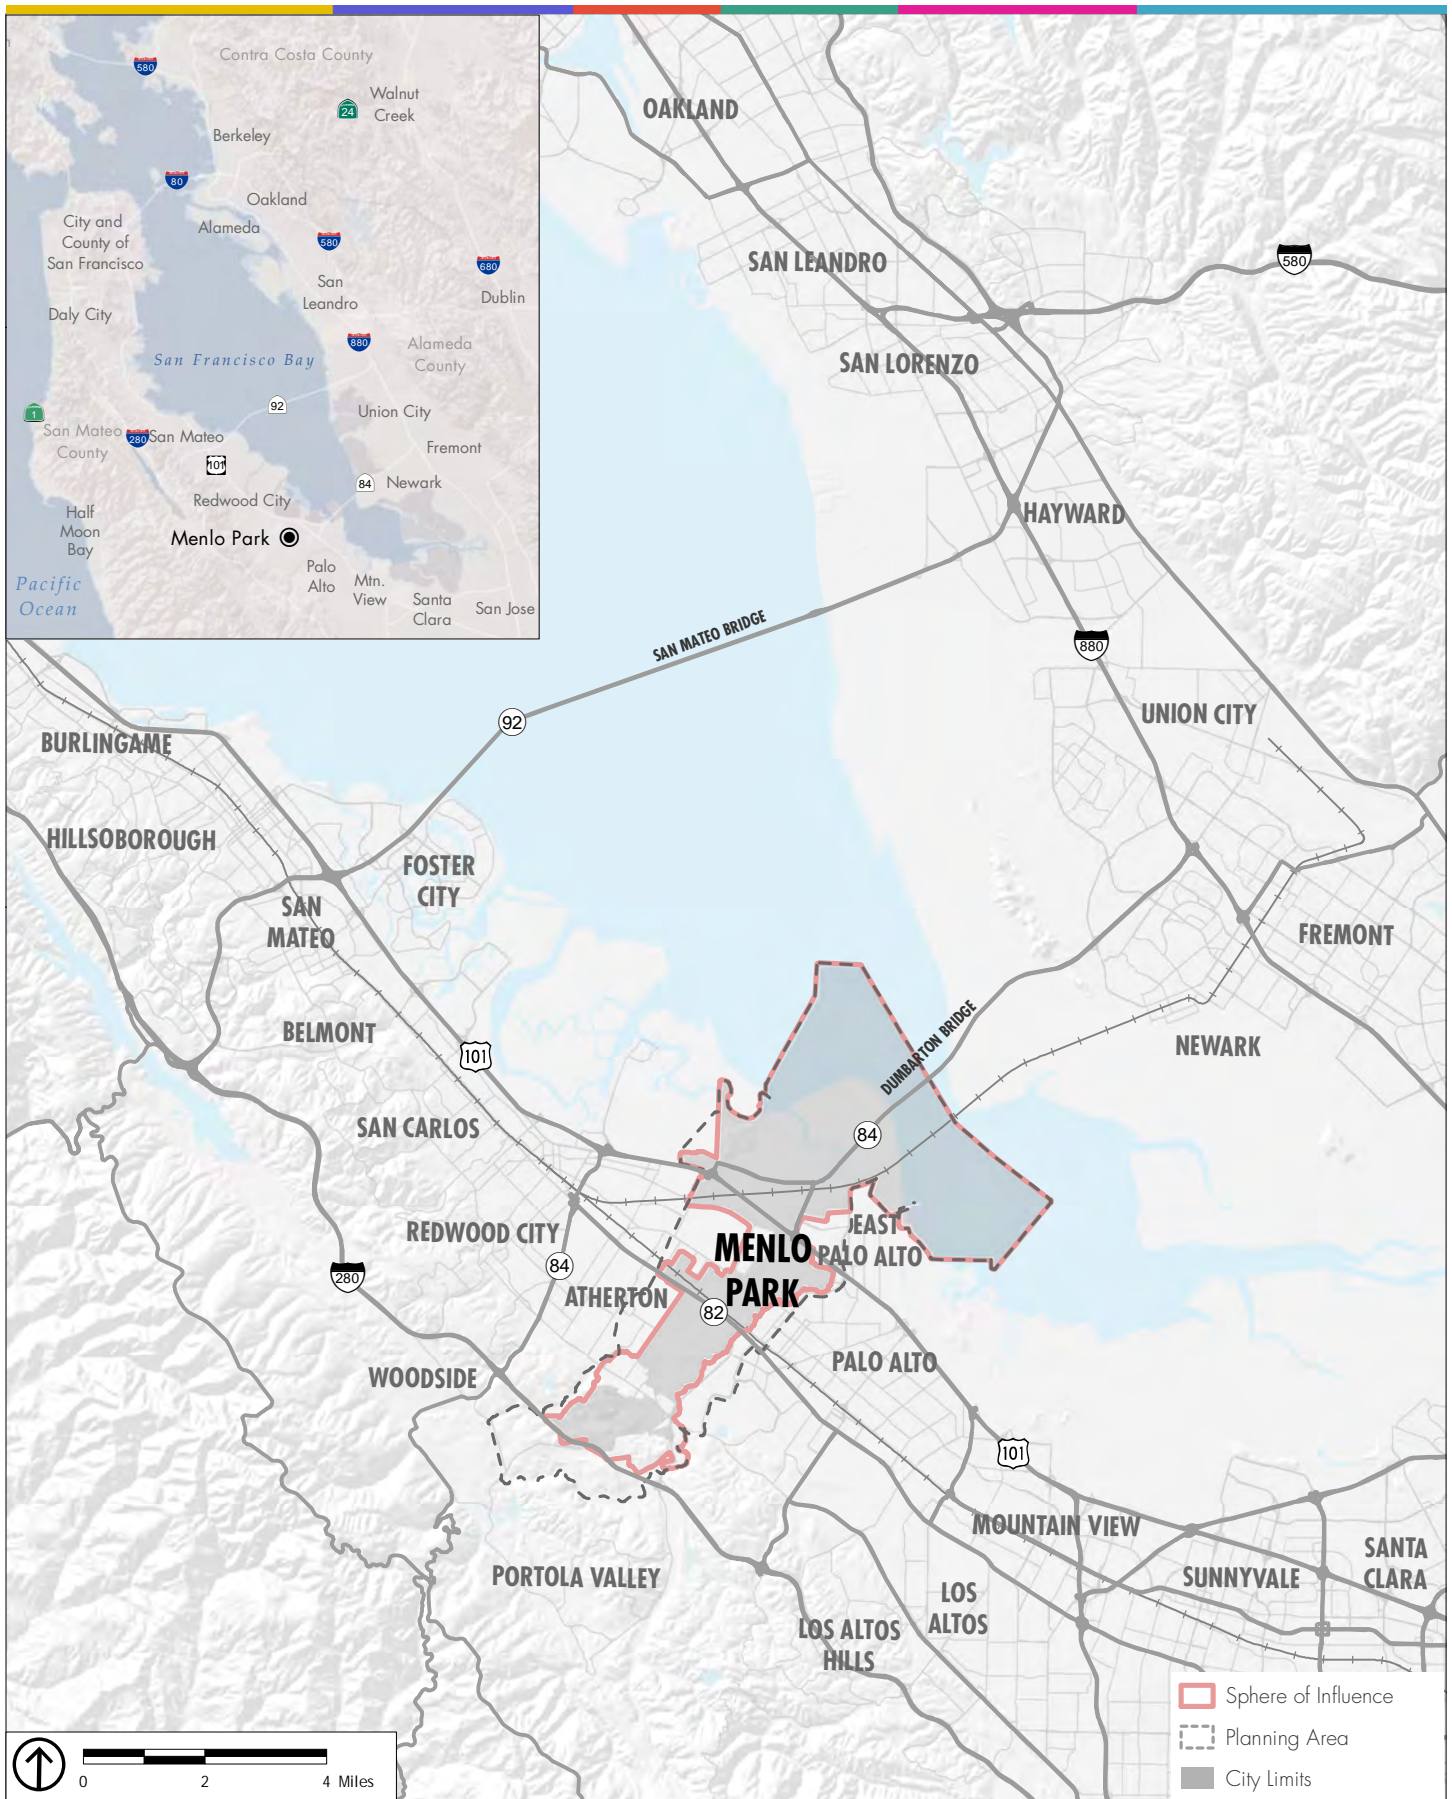 Contra Costa County
580
24
Walnut
Creek
Berkeley
80
Oakland
Alameda
City and
County of
San Francisco
580
680
San
Leandro
Dublin
Daly City
880
Alameda
County
San Francisco Bay
92
Union City
1
San Mateo
County
280
San Mateo
Fremont
101
84
Newark
Redwood City
Half
Moon
Bay
Menlo Park
Palo
Alto
Mtn.
View
Pacific
Ocean
Santa
Clara
San Jose
OAKLAND
SAN LEANDRO
580
SAN LORENZO
HAYWARD
SAN MATEO BRIDGE
880
92
UNION CITY
BURLINGAME
HILLSOBOROUGH
FOSTER
CITY
SAN
MATEO
FREMONT
BELMONT
101
DUMBARTON BRIDGE
NEWARK
SAN CARLOS
84
REDWOOD CITY
EAST
PALO ALTO
MENLO
PARK
84
280
ATHERTON
82
WOODSIDE
PALO ALTO
101
MOUNTAIN VIEW
PORTOLA VALLEY
SUNNYVALE
SANTA
CLARA
LOS
ALTOS
LOS ALTOS
HILLS
Sphere of Influence
Planning Area
City Limits
0 2 4 Miles